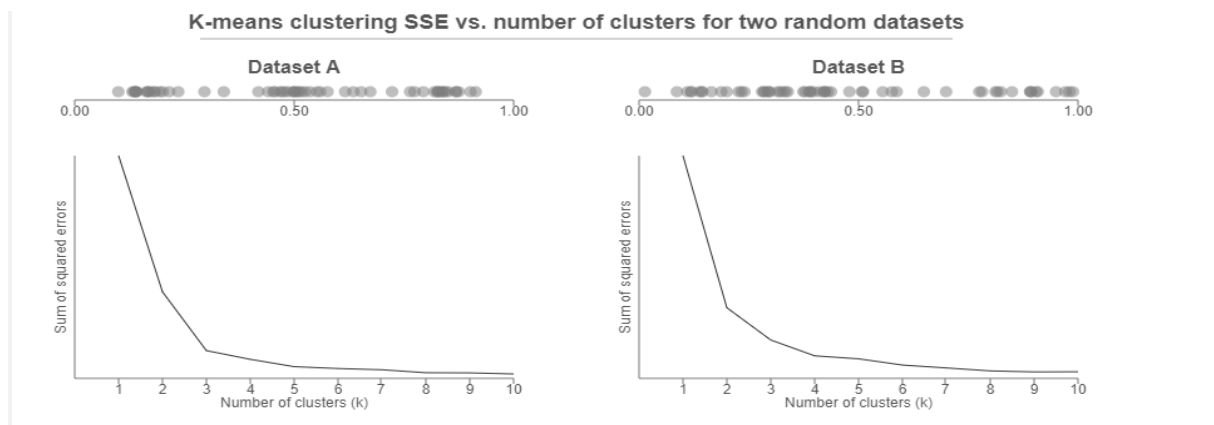 K-means clustering SSE vs. number of clusters for two random datasets
Dataset A
0.00 0.50 1.00
Sum of squared errors
1 2 3 4 5 6 7 8 9 10
Number of clusters (k)
Dataset B
0.00 0.50 1.00
Sum of squared errors
1 2 3 4 5 6 7 8 9 10
Number of clusters (k)